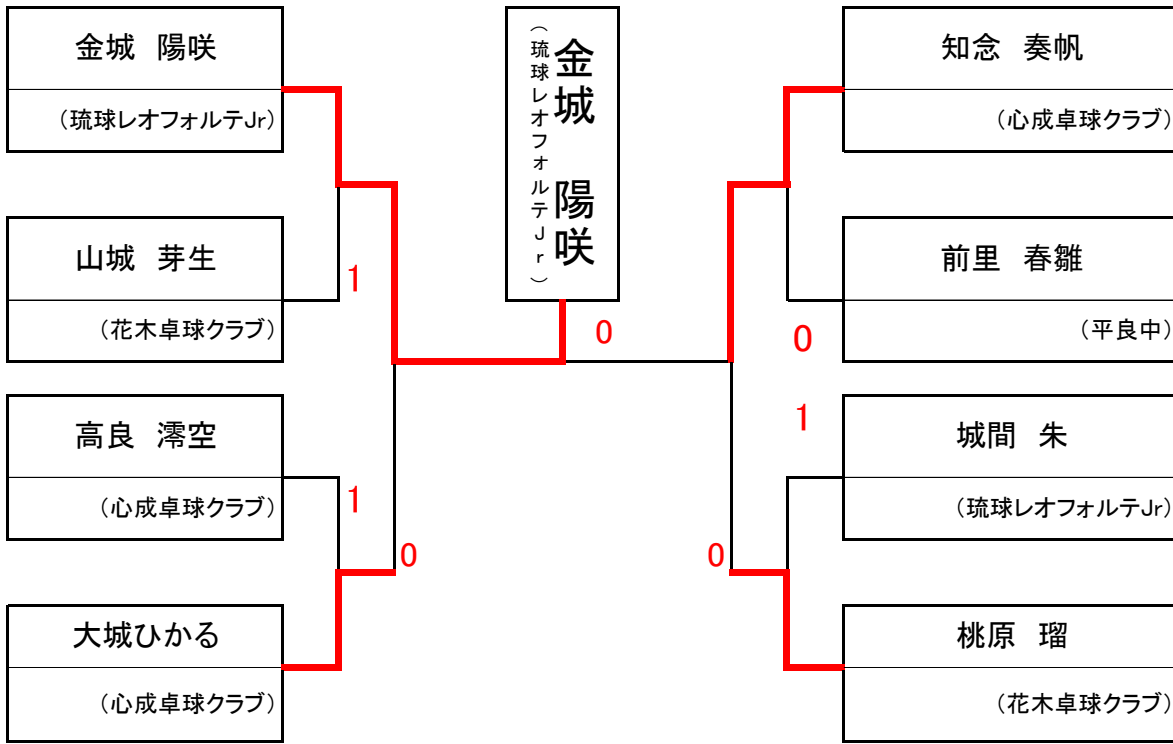 金城　陽咲
（琉球レオフォルテJr）
山城　芽生
（花木卓球クラブ）
高良　澪空
（心成卓球クラブ）
大城ひかる
（心成卓球クラブ）
1
1
0
金城　陽咲
（琉球レオフォルテJr）
0
知念　奏帆
（心成卓球クラブ）
前里　春雛
（平良中）
城間　朱
（琉球レオフォルテJr）
桃原　瑠
（花木卓球クラブ）
0
1
0